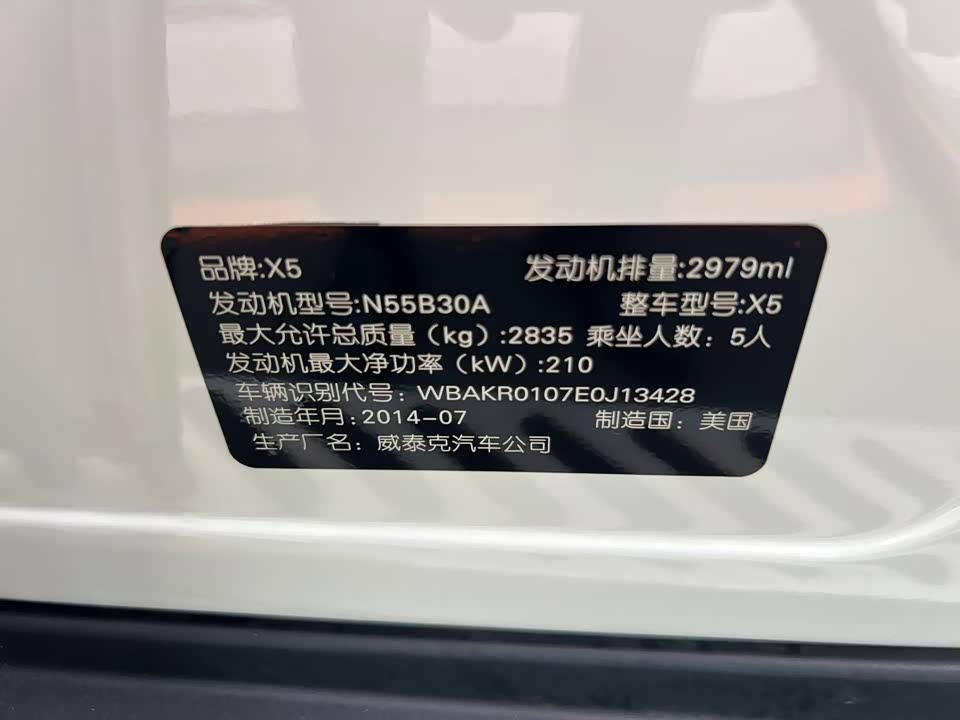 品牌:X5 发动机排量:2979ml
发动机型号:N55B30A 整车型号:X5
最大允许总质量(kg):2835 乘坐人数: 5人
发动机最大净功率(kW):210
车辆识别代号: WBAKR0107E0J13428
制造年月:2014-07 制造国: 美国
生产厂名: 威泰克汽车公司